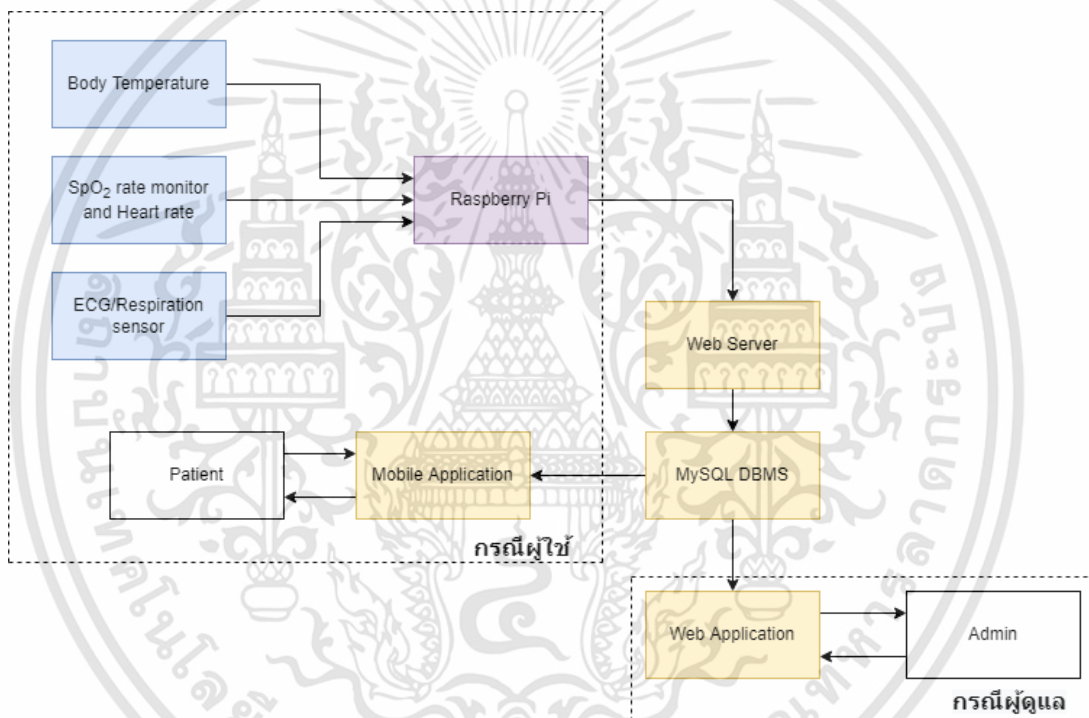 Body Temperature
SpO₂ rate monitor
and Heart rate
Raspberry Pi
ECG/Respiration
sensor
Web Server
Patient
Mobile Application
MySQL DBMS
กรณีผู้ใช้
Web Application
Admin
กรณีผู้ดูแล